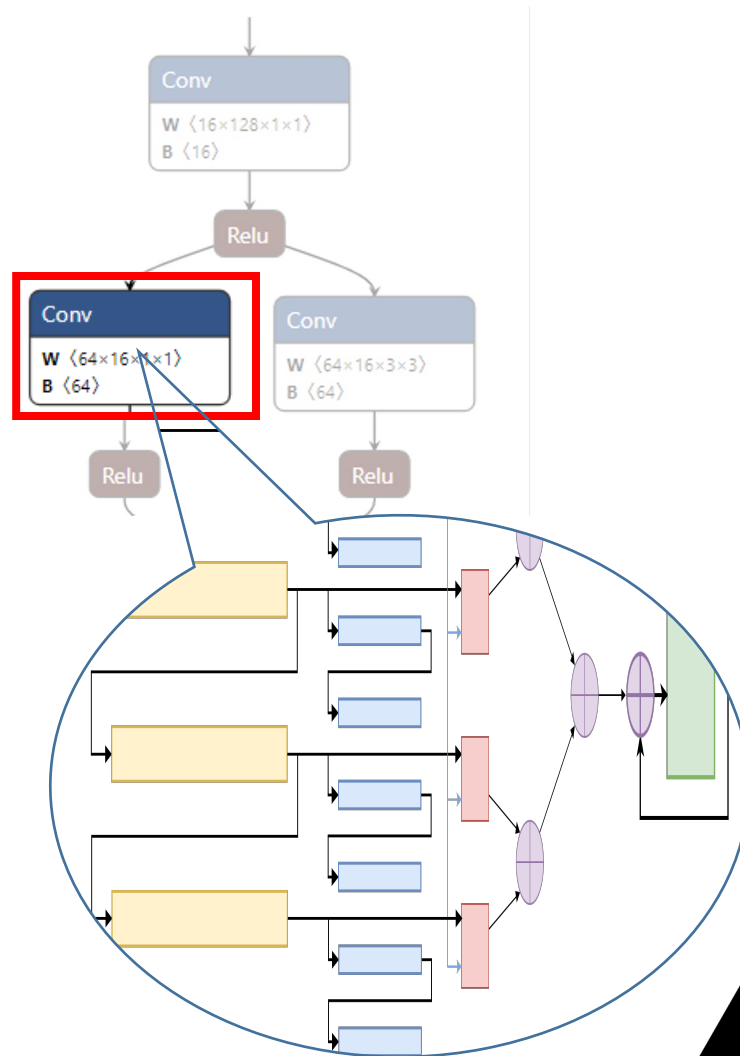 Conv
W ⟨16×128×1×1⟩
B ⟨16⟩
Relu
Conv
W ⟨64×16×1×1⟩
B ⟨64⟩
Conv
W ⟨64×16×3×3⟩
B ⟨64⟩
Relu
Relu